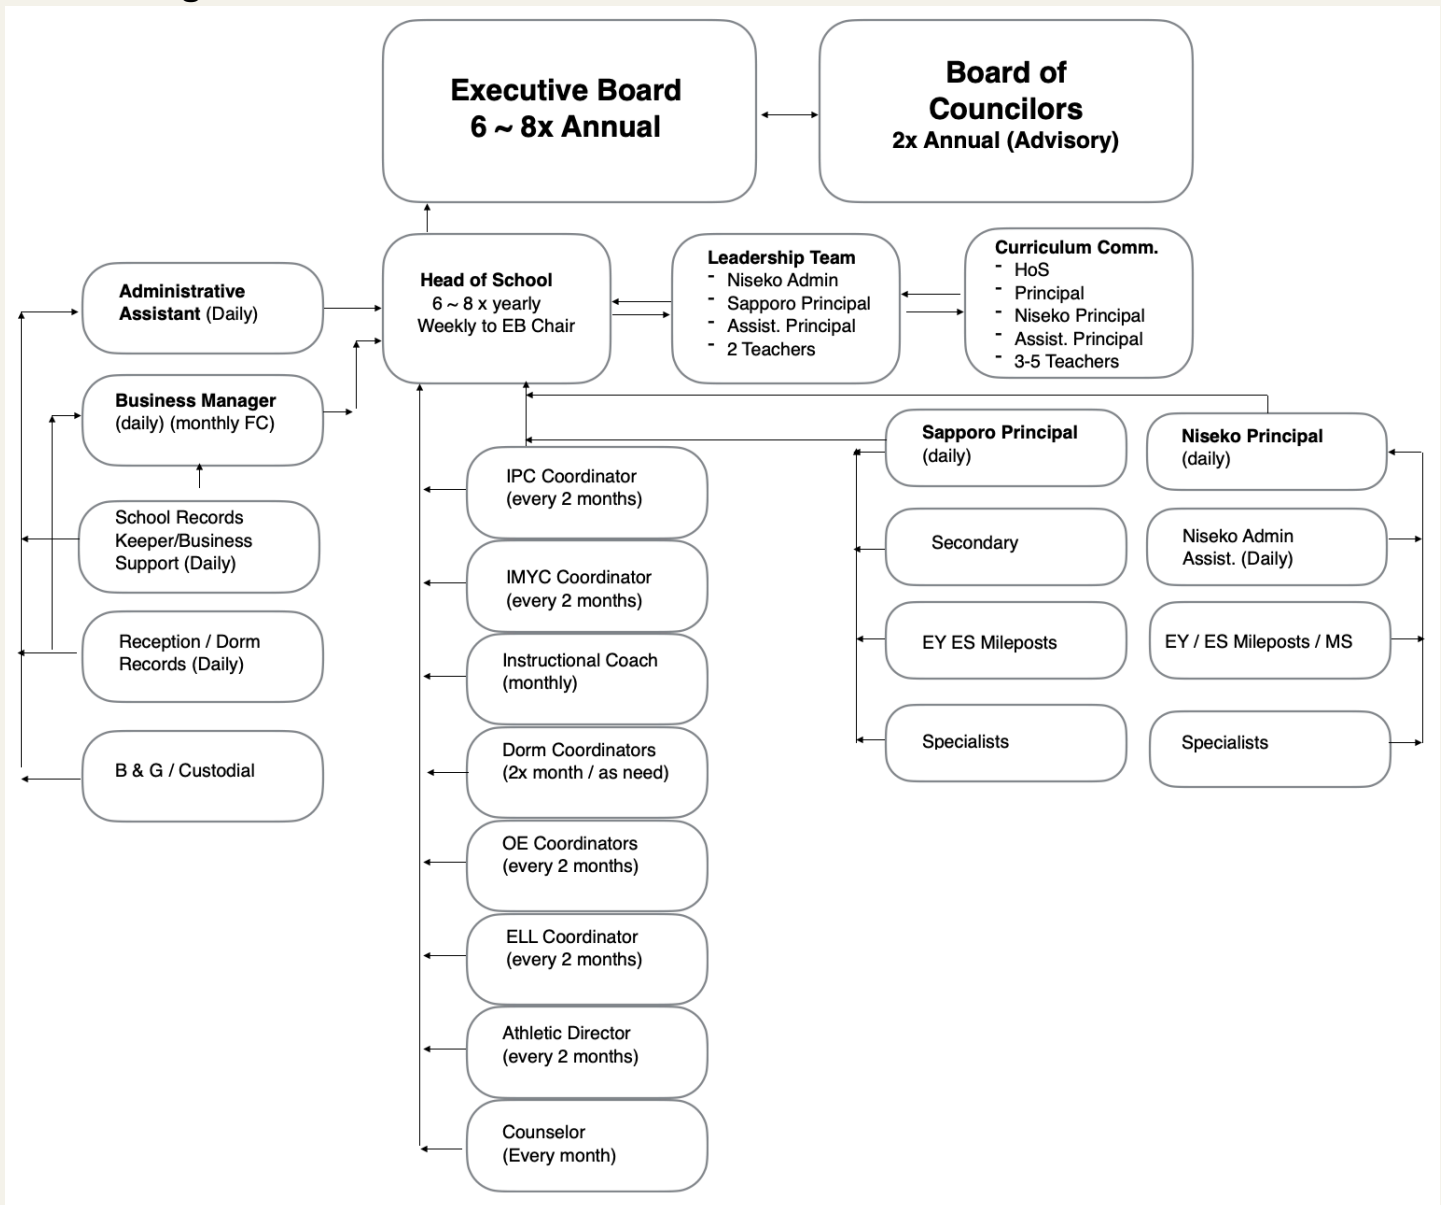 Executive Board
6 ~ 8x Annual
Board of
Councilors
2x Annual (Advisory)
Administrative
Assistant (Daily)
Head of School
6 ~ 8 x yearly
Weekly to EB Chair
Leadership Team
- Niseko Admin
- Sapporo Principal
- Assist. Principal
- 2 Teachers
Curriculum Comm.
- HoS
- Principal
- Niseko Principal
- Assist. Principal
- 3-5 Teachers
Business Manager
(daily) (monthly FC)
School Records
Keeper/Business
Support (Daily)
Reception / Dorm
Records (Daily)
B & G / Custodial
IPC Coordinator
(every 2 months)
IMYC Coordinator
(every 2 months)
Instructional Coach
(monthly)
Dorm Coordinators
(2x month / as need)
OE Coordinators
(every 2 months)
ELL Coordinator
(every 2 months)
Athletic Director
(every 2 months)
Counselor
(Every month)
Sapporo Principal
(daily)
Secondary
EY ES Mileposts
Specialists
Niseko Principal
(daily)
Niseko Admin
Assist. (Daily)
EY / ES Mileposts / MS
Specialists